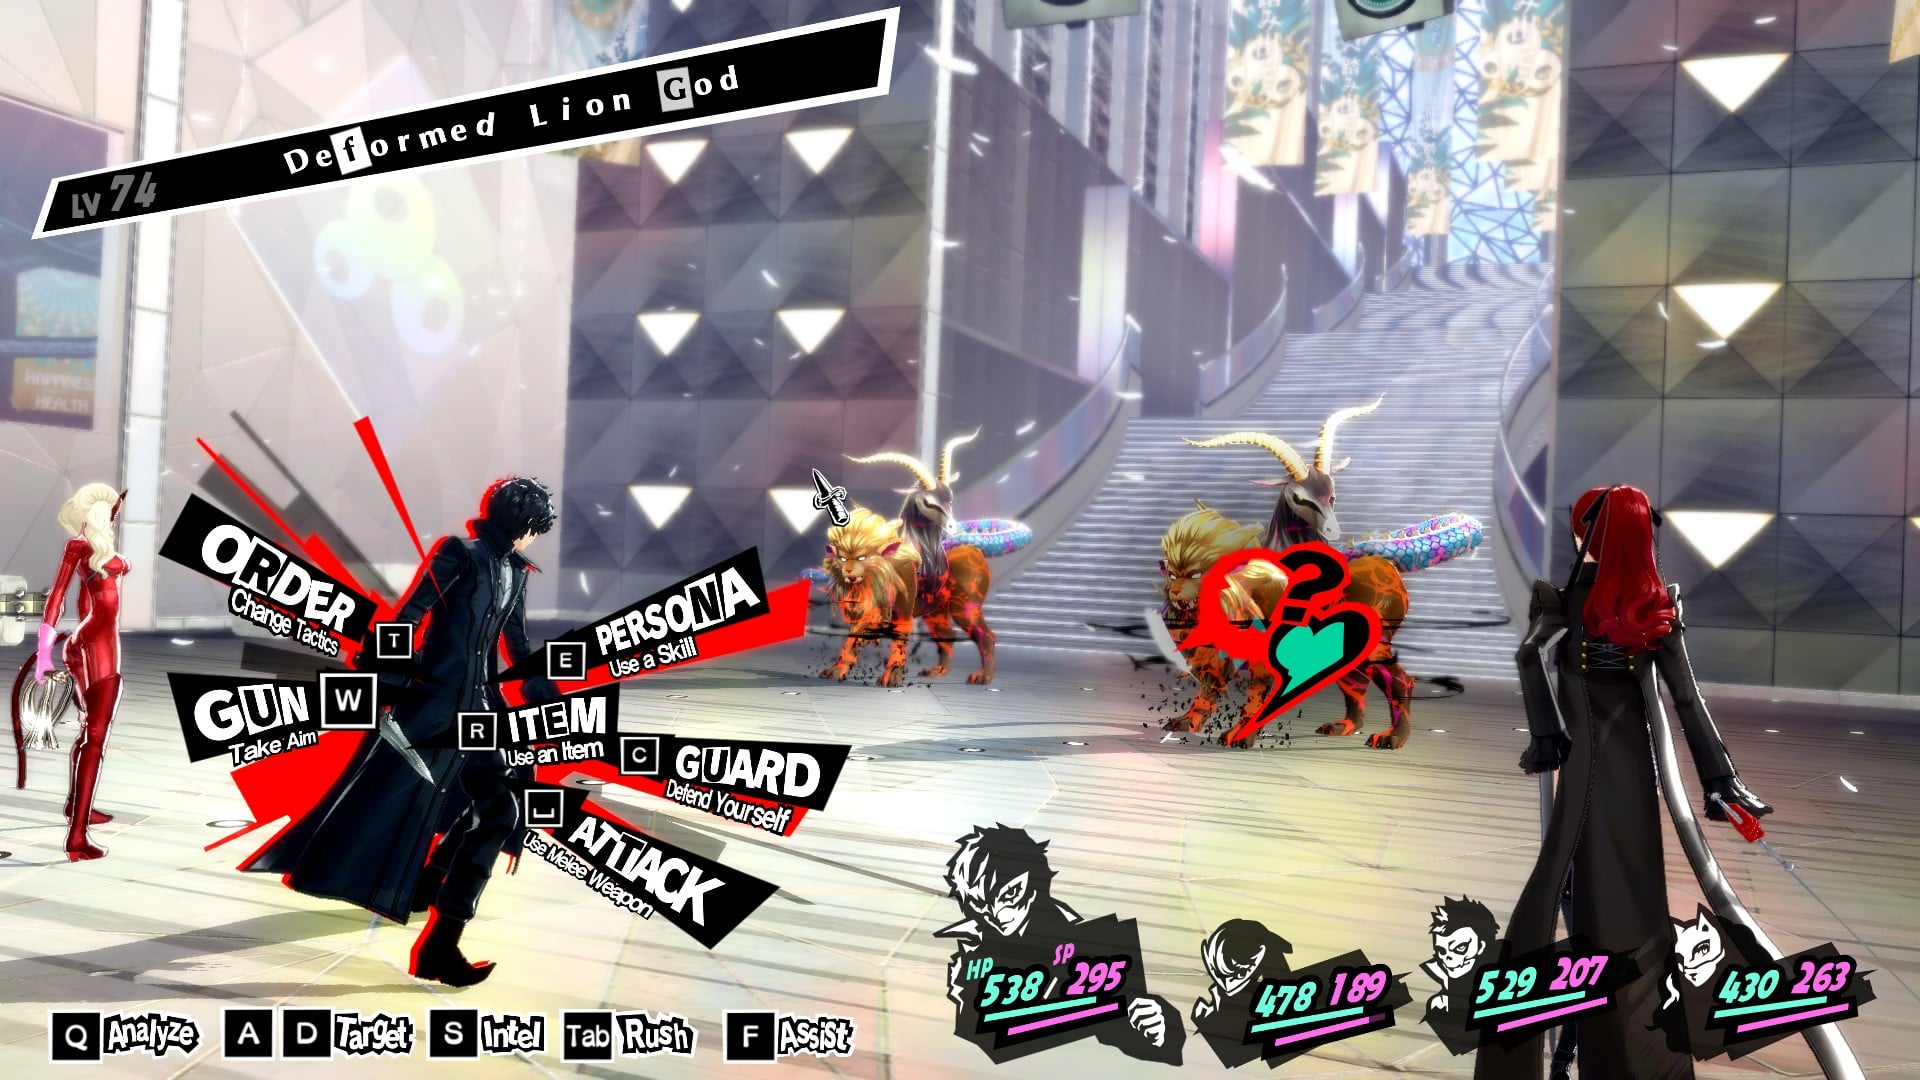 Deformed Lion God
LV 74
HAPPINESS
HEALTH
ORDER
Change Tactics
T
PERSONA
Use a Skill
E
GUN
Take Aim
W
ITEM
Use an Item
R
GUARD
Defend Yourself
C
ATTACK
Use Melee Weapon
?
HP 538 / SP 295
478 189
529 207
430 263
Q Analyze A D Target S Intel Tab Rush F Assist